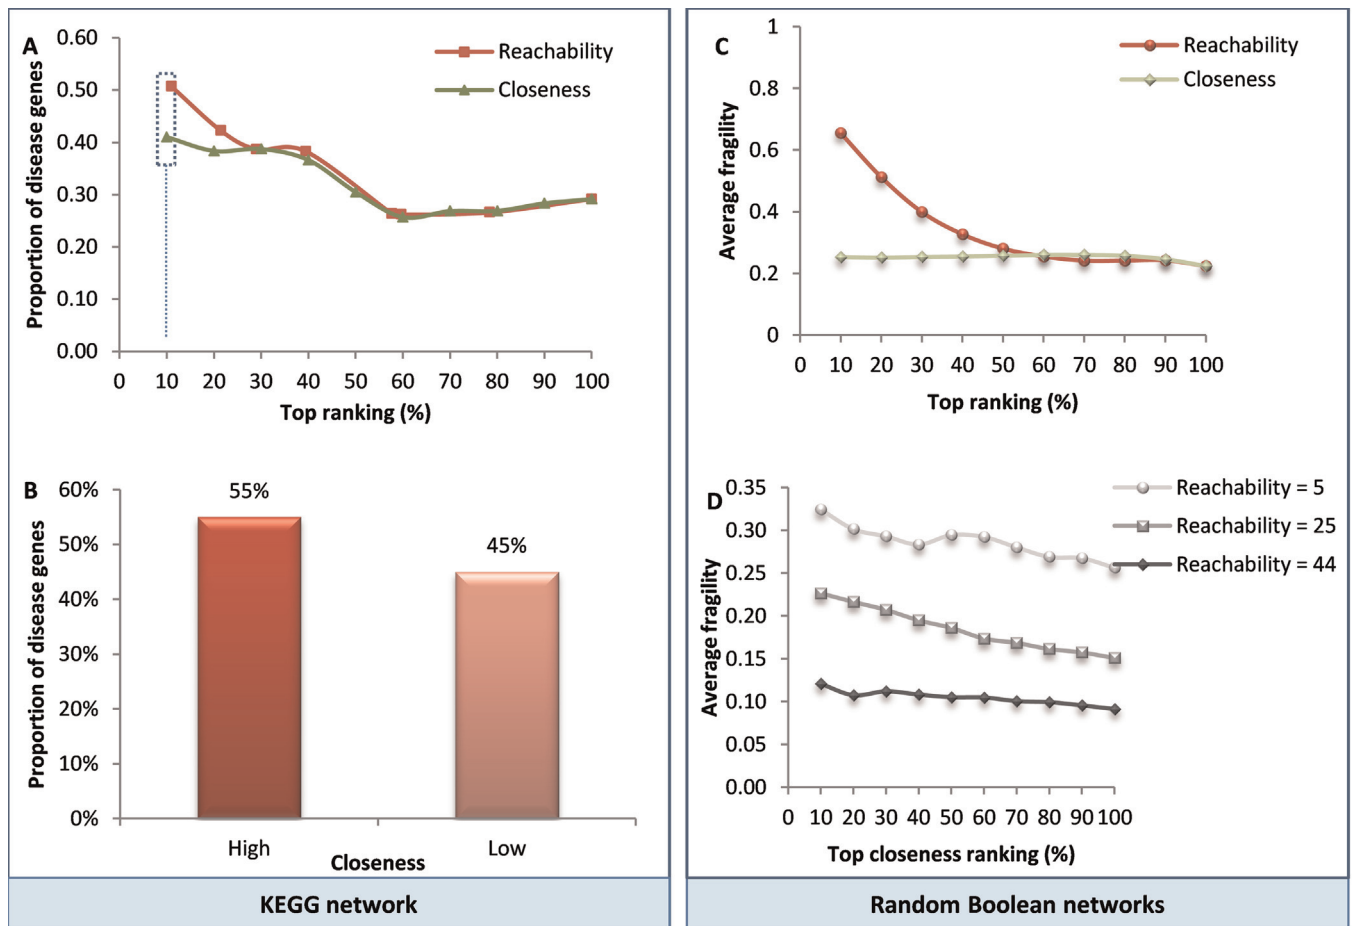 A
Proportion of disease genes
0.60
0.50
0.40
0.30
0.20
0.10
0.00
Reachability
Closeness
0 10 20 30 40 50 60 70 80 90 100
Top ranking (%)
B
Proportion of disease genes
60%
50%
40%
30%
20%
10%
0%
55%
45%
High
Low
Closeness
KEGG network
C
Average fragility
1
0.8
0.6
0.4
0.2
0
Reachability
Closeness
0 10 20 30 40 50 60 70 80 90 100
Top ranking (%)
D
Average fragility
0.35
0.30
0.25
0.20
0.15
0.10
0.05
0.00
Reachability = 5
Reachability = 25
Reachability = 44
0 10 20 30 40 50 60 70 80 90 100
Top closeness ranking (%)
Random Boolean networks